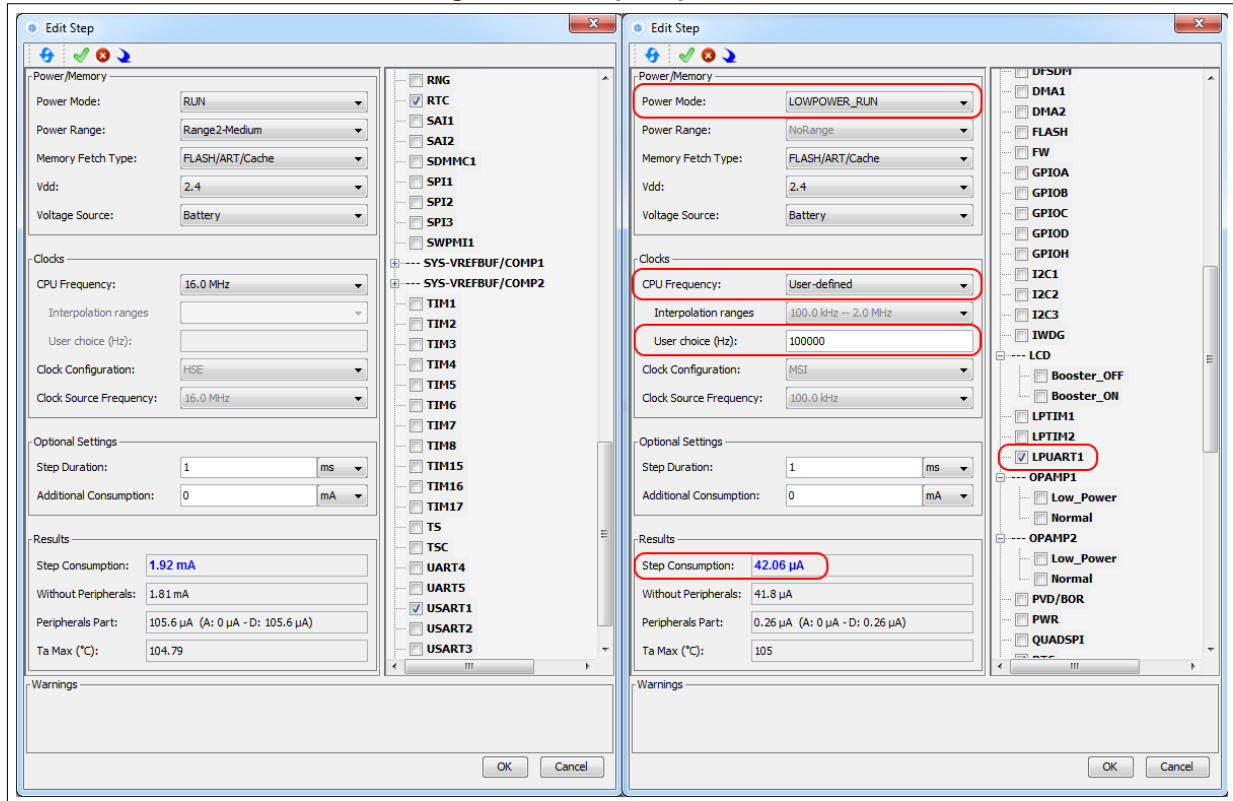 Edit Step
Power/Memory
Power Mode: RUN
Power Range: Range2-Medium
Memory Fetch Type: FLASH/ART/Cache
Vdd: 2.4
Voltage Source: Battery
Clocks
CPU Frequency: 16.0 MHz
Interpolation ranges
User choice (Hz):
Clock Configuration: HSE
Clock Source Frequency: 16.0 MHz
Optional Settings
Step Duration: 1 ms
Additional Consumption: 0 mA
Results
Step Consumption: 1.92 mA
Without Peripherals: 1.81 mA
Peripherals Part: 105.6 µA (A: 0 µA - D: 105.6 µA)
Ta Max (°C): 104.79
RNG
RTC
SAI1
SAI2
SDMMC1
SPI1
SPI2
SPI3
SWPMI1
SYS-VREFBUF/COMP1
SYS-VREFBUF/COMP2
TIM1
TIM2
TIM3
TIM4
TIM5
TIM6
TIM7
TIM8
TIM15
TIM16
TIM17
TS
TSC
UART4
UART5
USART1
USART2
USART3
Warnings
OK Cancel
Edit Step
Power/Memory
Power Mode: LOWPOWER_RUN
Power Range: NoRange
Memory Fetch Type: FLASH/ART/Cache
Vdd: 2.4
Voltage Source: Battery
Clocks
CPU Frequency: User-defined
Interpolation ranges 100.0 kHz -- 2.0 MHz
User choice (Hz): 100000
Clock Configuration: MSI
Clock Source Frequency: 100.0 kHz
Optional Settings
Step Duration: 1 ms
Additional Consumption: 0 mA
Results
Step Consumption: 42.06 µA
Without Peripherals: 41.8 µA
Peripherals Part: 0.26 µA (A: 0 µA - D: 0.26 µA)
Ta Max (°C): 105
DFSDM
DMA1
DMA2
FLASH
FW
GPIOA
GPIOB
GPIOC
GPIOD
GPIOH
I2C1
I2C2
I2C3
IWDG
LCD
Booster_OFF
Booster_ON
LPTIM1
LPTIM2
LPUART1
OPAMP1
Low_Power
Normal
OPAMP2
Low_Power
Normal
PVD/BOR
PWR
QUADSPI
Warnings
OK Cancel